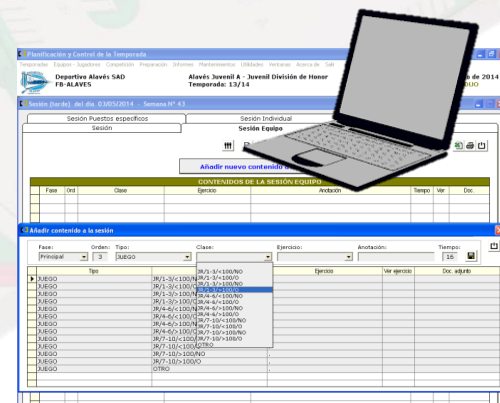 Planificación y Control de la Temporada
Temporadas Equipos - Jugadores Competición Preparación Informes Mantenimientos Utilidades Ventanas Acerca de Salir
Deportivo Alavés SAD
FB-ALAVES
Alavés Juvenil A - Juvenil División de Honor
Temporada: 13/14
de 2014
Sesión (tarde) del día 03/05/2014 - Semana Nº 43
Sesión Puestos específicos
Sesión Individual
Sesión
Sesión Equipo
Añadir nuevo contenido a
CONTENIDOS DE LA SESIÓN EQUIPO
Fase Ord Clase Ejercicio Anotación Tiempo Ver Doc.
Añadir contenido a la sesión
Fase: Orden: Tipo: Clase: Ejercicio: Anotación: Tiempo:
Principal 3 JUEGO 16
JR/1-3/<100/NO
JR/1-3/<100/O
JR/1-3/>100/NO
JR/1-3/>100/O
JR/4-6/<100/NO
JR/4-6/<100/O
JR/4-6/>100/NO
JR/4-6/>100/O
JR/7-10/<100/NO
JR/7-10/<100/O
JR/7-10/>100/NO
JR/7-10/>100/O
OTRO
Tipo Ejercicio Ver ejercicio Doc. adjunto
JUEGO JR/1-3/<100/N
JUEGO JR/1-3/<100/O
JUEGO JR/1-3/>100/N
JUEGO JR/1-3/>100/O
JUEGO JR/4-6/<100/N
JUEGO JR/4-6/<100/O
JUEGO JR/4-6/>100/N
JUEGO JR/4-6/>100/O
JUEGO JR/7-10/<100/
JUEGO JR/7-10/<100/
JUEGO JR/7-10/>100/NO .
JUEGO JR/7-10/>100/O .
JUEGO OTRO .